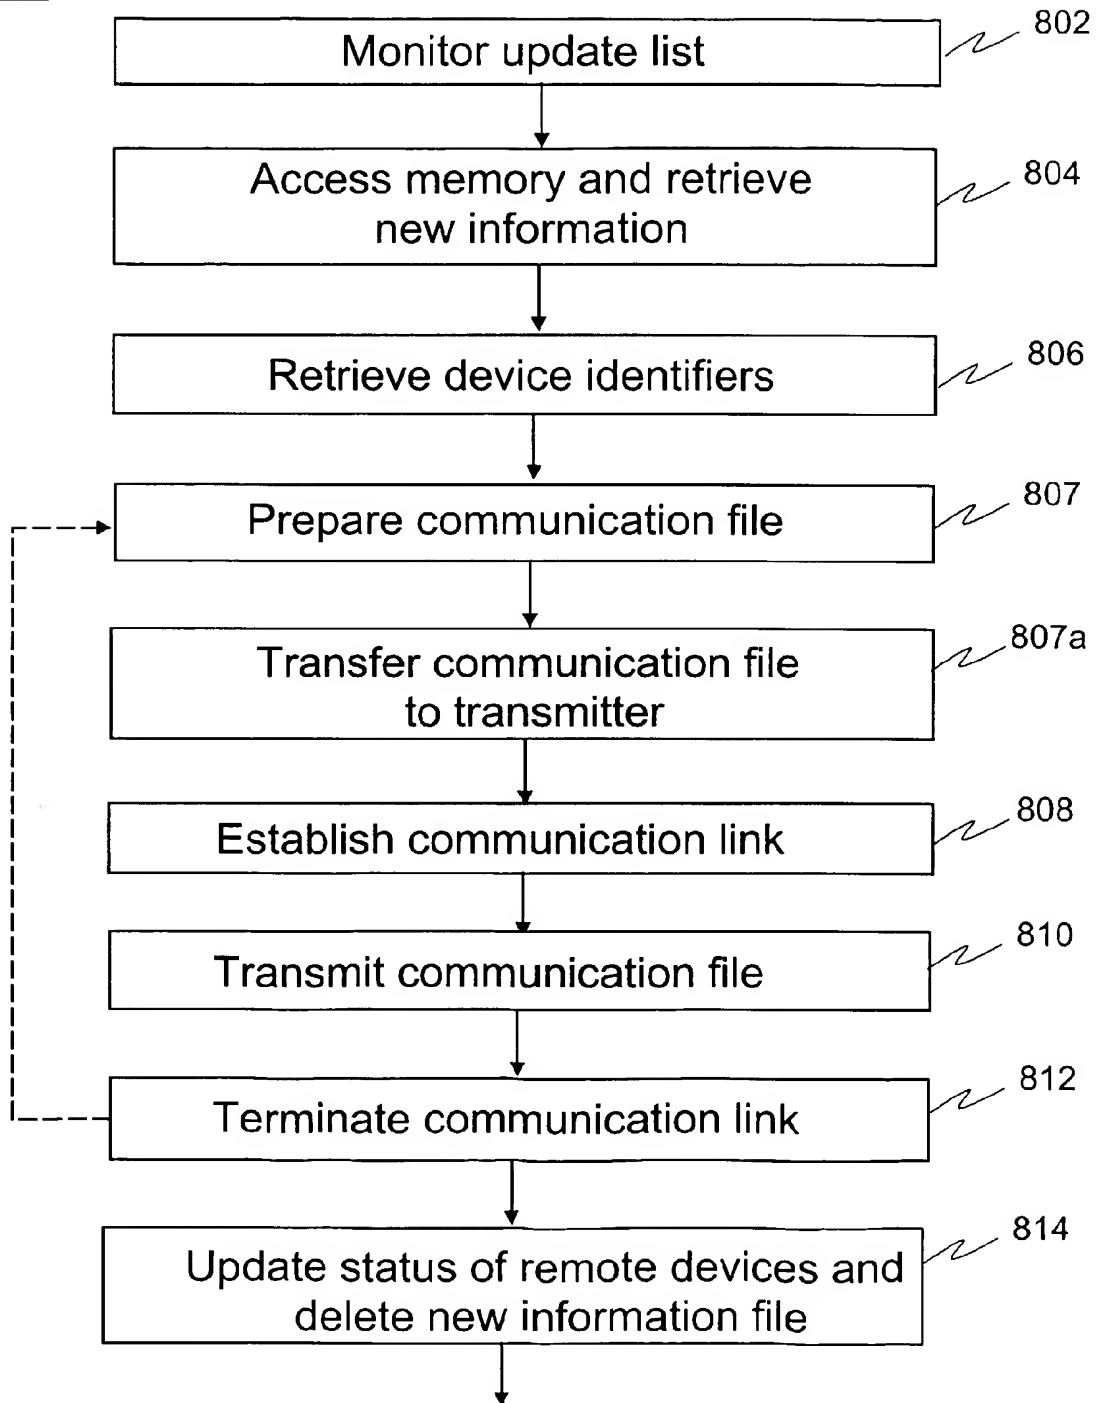 Monitor update list
802
Access memory and retrieve
new information
804
Retrieve device identifiers
806
Prepare communication file
807
Transfer communication file
to transmitter
807a
Establish communication link
808
Transmit communication file
810
Terminate communication link
812
Update status of remote devices and
delete new information file
814